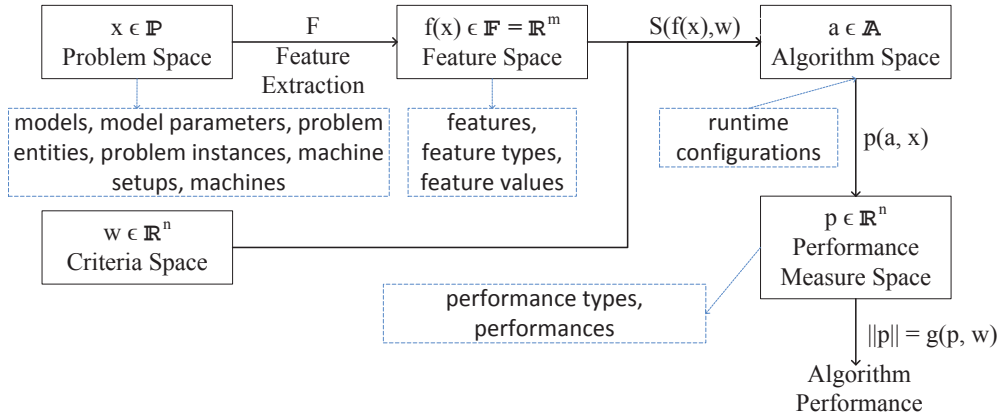 x ϵ ℙ
Problem Space
F
Feature
Extraction
f(x) ϵ 𝔽 = ℝ^m
Feature Space
S(f(x),w)
a ϵ 𝔸
Algorithm Space
models, model parameters, problem
entities, problem instances, machine
setups, machines
features,
feature types,
feature values
runtime
configurations
p(a, x)
w ϵ ℝ^n
Criteria Space
p ϵ ℝ^n
Performance
Measure Space
performance types,
performances
||p|| = g(p, w)
Algorithm
Performance